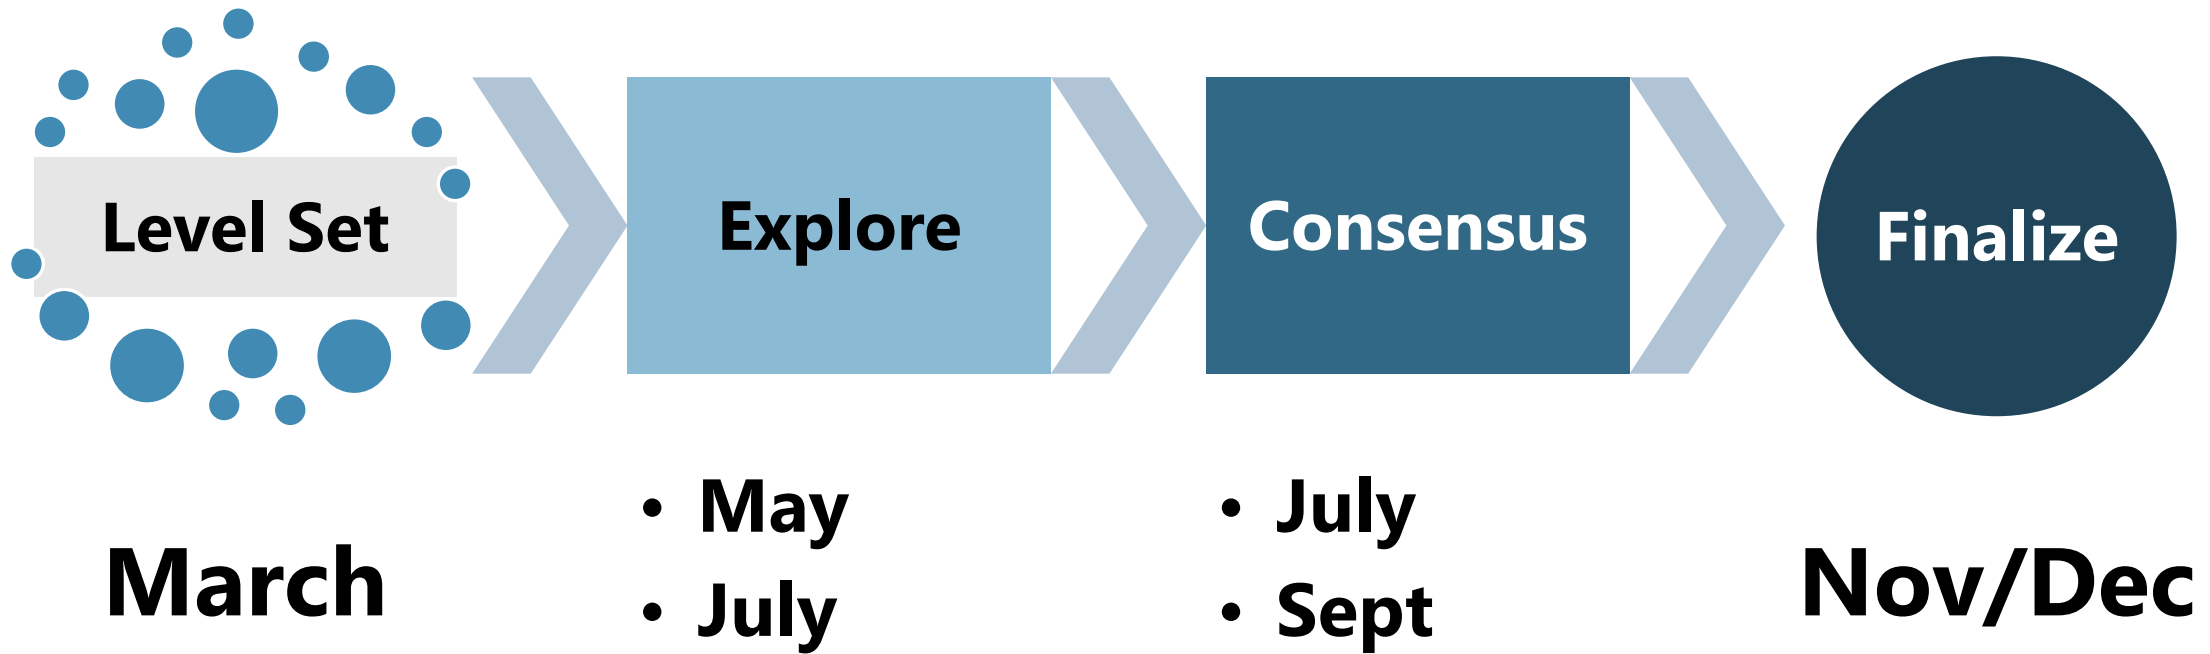 Level Set
Explore
Consensus
Finalize
March
• May
• July
• July
• Sept
Nov/Dec